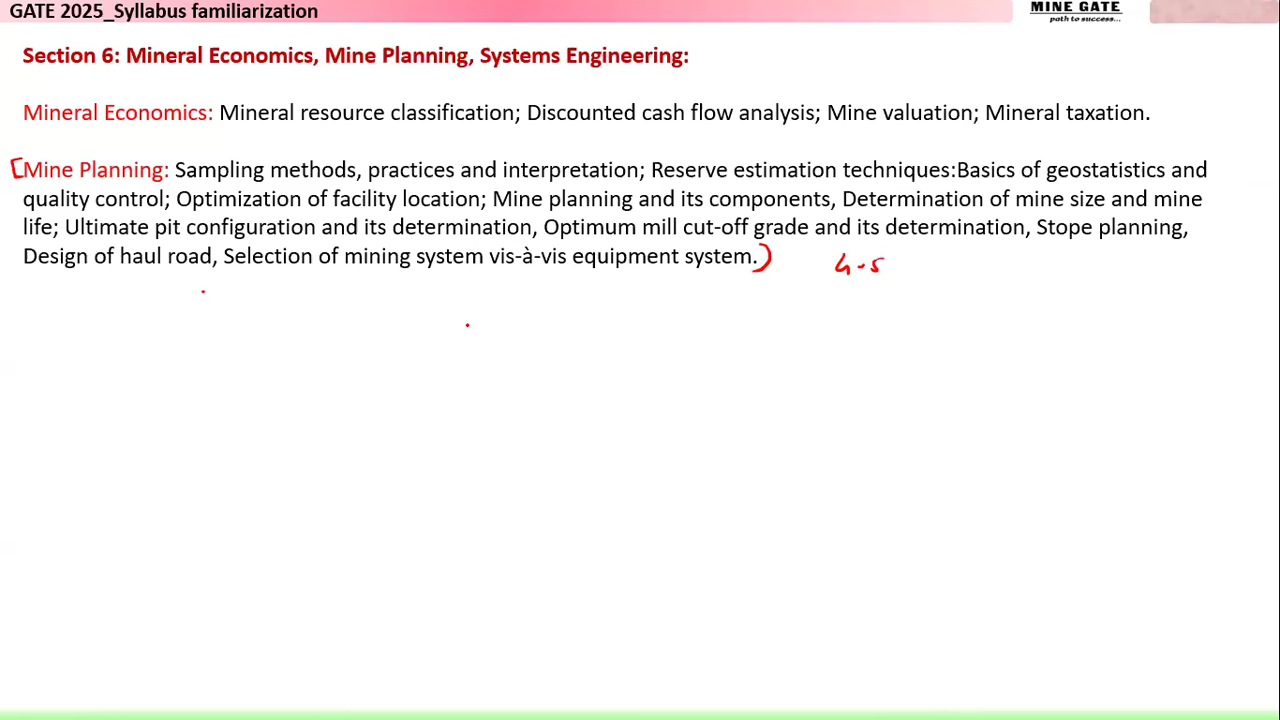 GATE 2025_Syllabus familiarization
MINE GATE
path to success...
Section 6: Mineral Economics, Mine Planning, Systems Engineering:
Mineral Economics: Mineral resource classification; Discounted cash flow analysis; Mine valuation; Mineral taxation.
[Mine Planning: Sampling methods, practices and interpretation; Reserve estimation techniques:Basics of geostatistics and
quality control; Optimization of facility location; Mine planning and its components, Determination of mine size and mine
life; Ultimate pit configuration and its determination, Optimum mill cut-off grade and its determination, Stope planning,
Design of haul road, Selection of mining system vis-à-vis equipment system.)
4-5